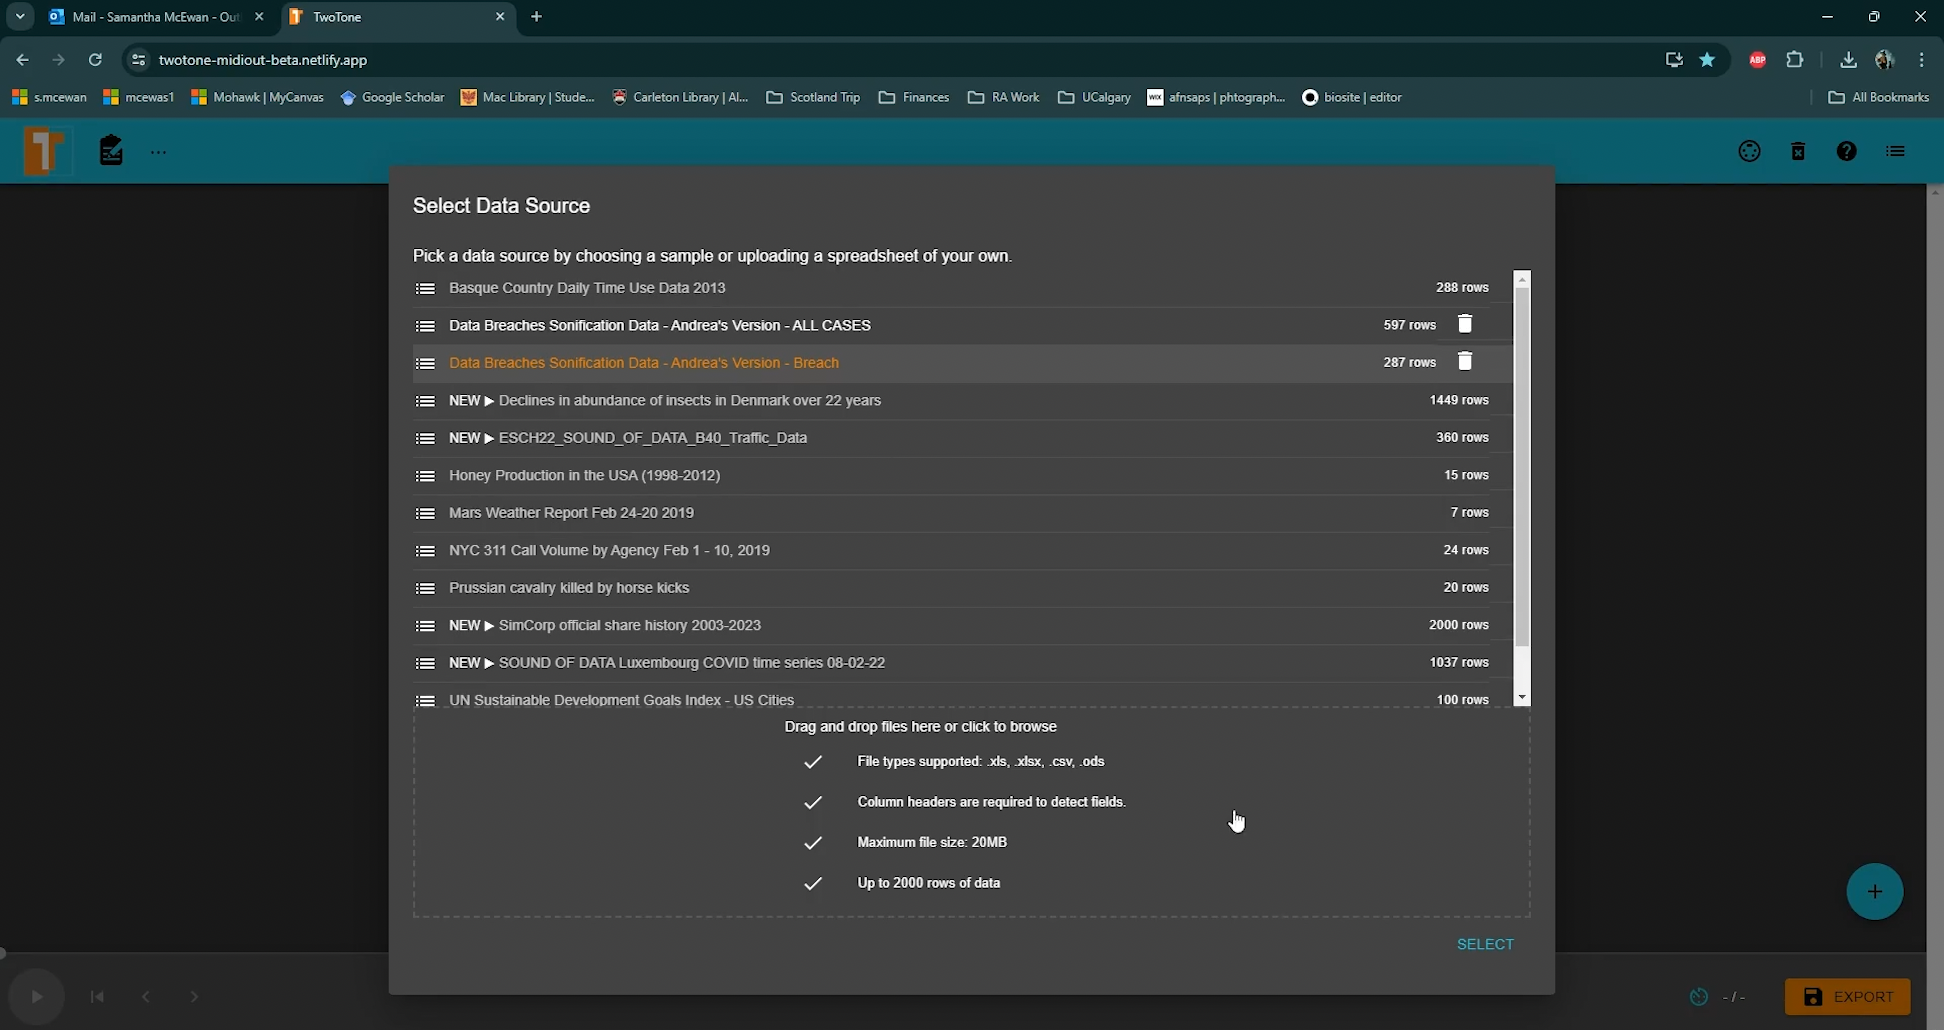 Mail - Samantha McEwan - Out
TwoTone
twotone-midiout-beta.netlify.app
ABP
s.mcewan
mcewas1
Mohawk | MyCanvas
Google Scholar
Mac Library | Stude...
Carleton Library | Al...
Scotland Trip
Finances
RA Work
UCalgary
WIX
afnsaps | phtograph...
biosite | editor
All Bookmarks
T
...
Select Data Source
Pick a data source by choosing a sample or uploading a spreadsheet of your own.
Basque Country Daily Time Use Data 2013 288 rows
Data Breaches Sonification Data - Andrea's Version - ALL CASES 597 rows
Data Breaches Sonification Data - Andrea's Version - Breach 287 rows
NEW ▶ Declines in abundance of insects in Denmark over 22 years 1449 rows
NEW ▶ ESCH22_SOUND_OF_DATA_B40_Traffic_Data 360 rows
Honey Production in the USA (1998-2012) 15 rows
Mars Weather Report Feb 24-20 2019 7 rows
NYC 311 Call Volume by Agency Feb 1 - 10, 2019 24 rows
Prussian cavalry killed by horse kicks 20 rows
NEW ▶ SimCorp official share history 2003-2023 2000 rows
NEW ▶ SOUND OF DATA Luxembourg COVID time series 08-02-22 1037 rows
UN Sustainable Development Goals Index - US Cities 100 rows
Drag and drop files here or click to browse
File types supported: .xls, .xlsx, .csv, .ods
Column headers are required to detect fields.
Maximum file size: 20MB
Up to 2000 rows of data
SELECT
- / -
EXPORT